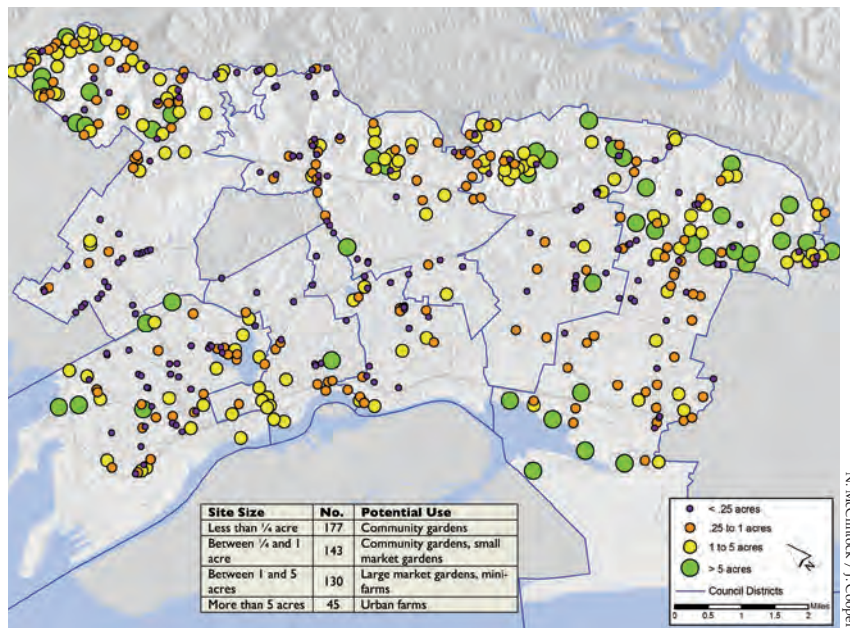 Site Size No. Potential Use
Less than ¼ acre 177 Community gardens
Between ¼ and 1 acre 143 Community gardens, small market gardens
Between 1 and 5 acres 130 Large market gardens, mini-farms
More than 5 acres 45 Urban farms
< .25 acres
.25 to 1 acres
1 to 5 acres
> 5 acres
Council Districts
N
0 0.5 1 2 Miles
N. McClintock / J. Cooper